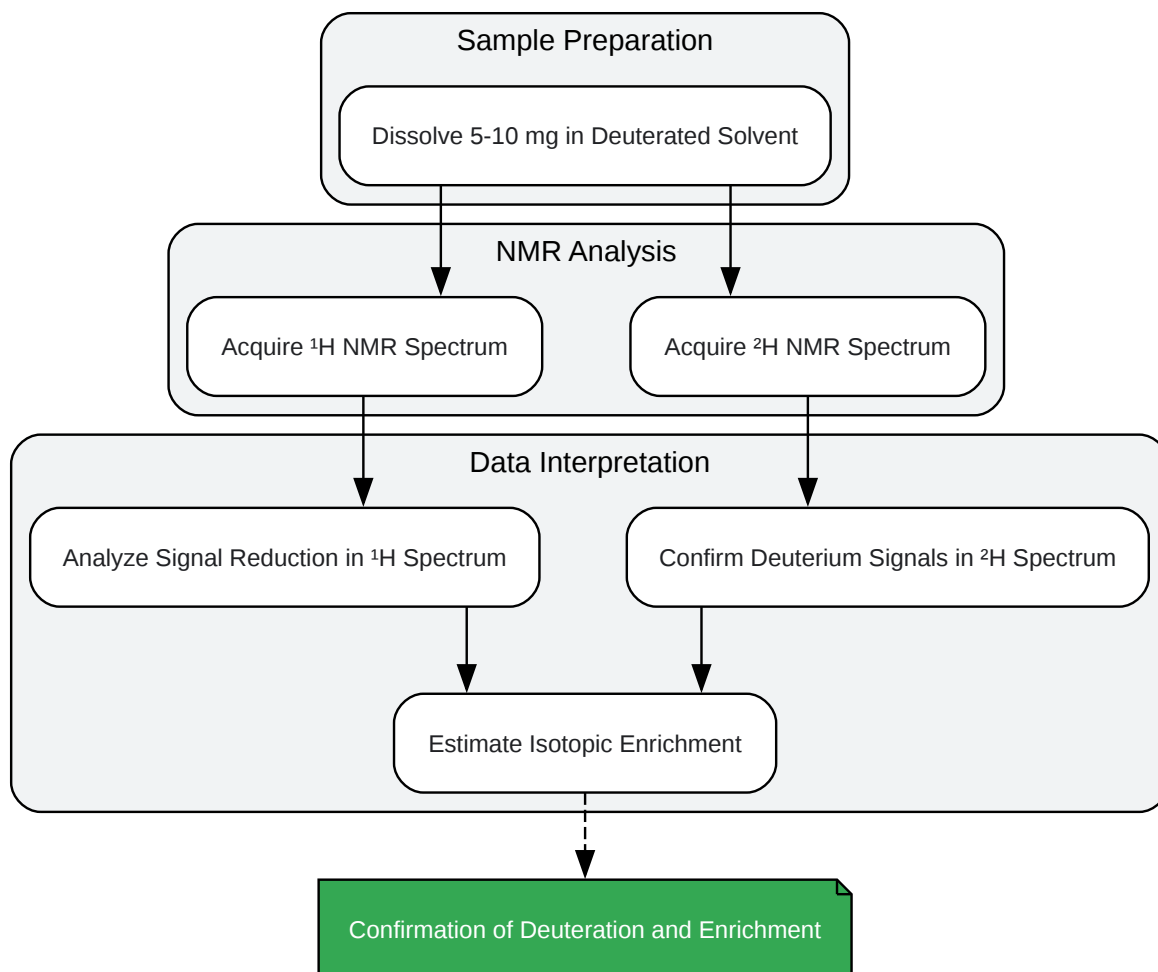 Sample Preparation
Dissolve 5-10 mg in Deuterated Solvent
NMR Analysis
Acquire ¹H NMR Spectrum
Acquire ²H NMR Spectrum
Data Interpretation
Analyze Signal Reduction in ¹H Spectrum
Confirm Deuterium Signals in ²H Spectrum
Estimate Isotopic Enrichment
Confirmation of Deuteration and Enrichment